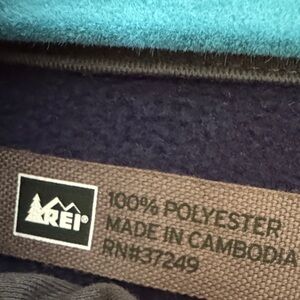 REI®
100% POLYESTER
MADE IN CAMBODIA
RN#37249